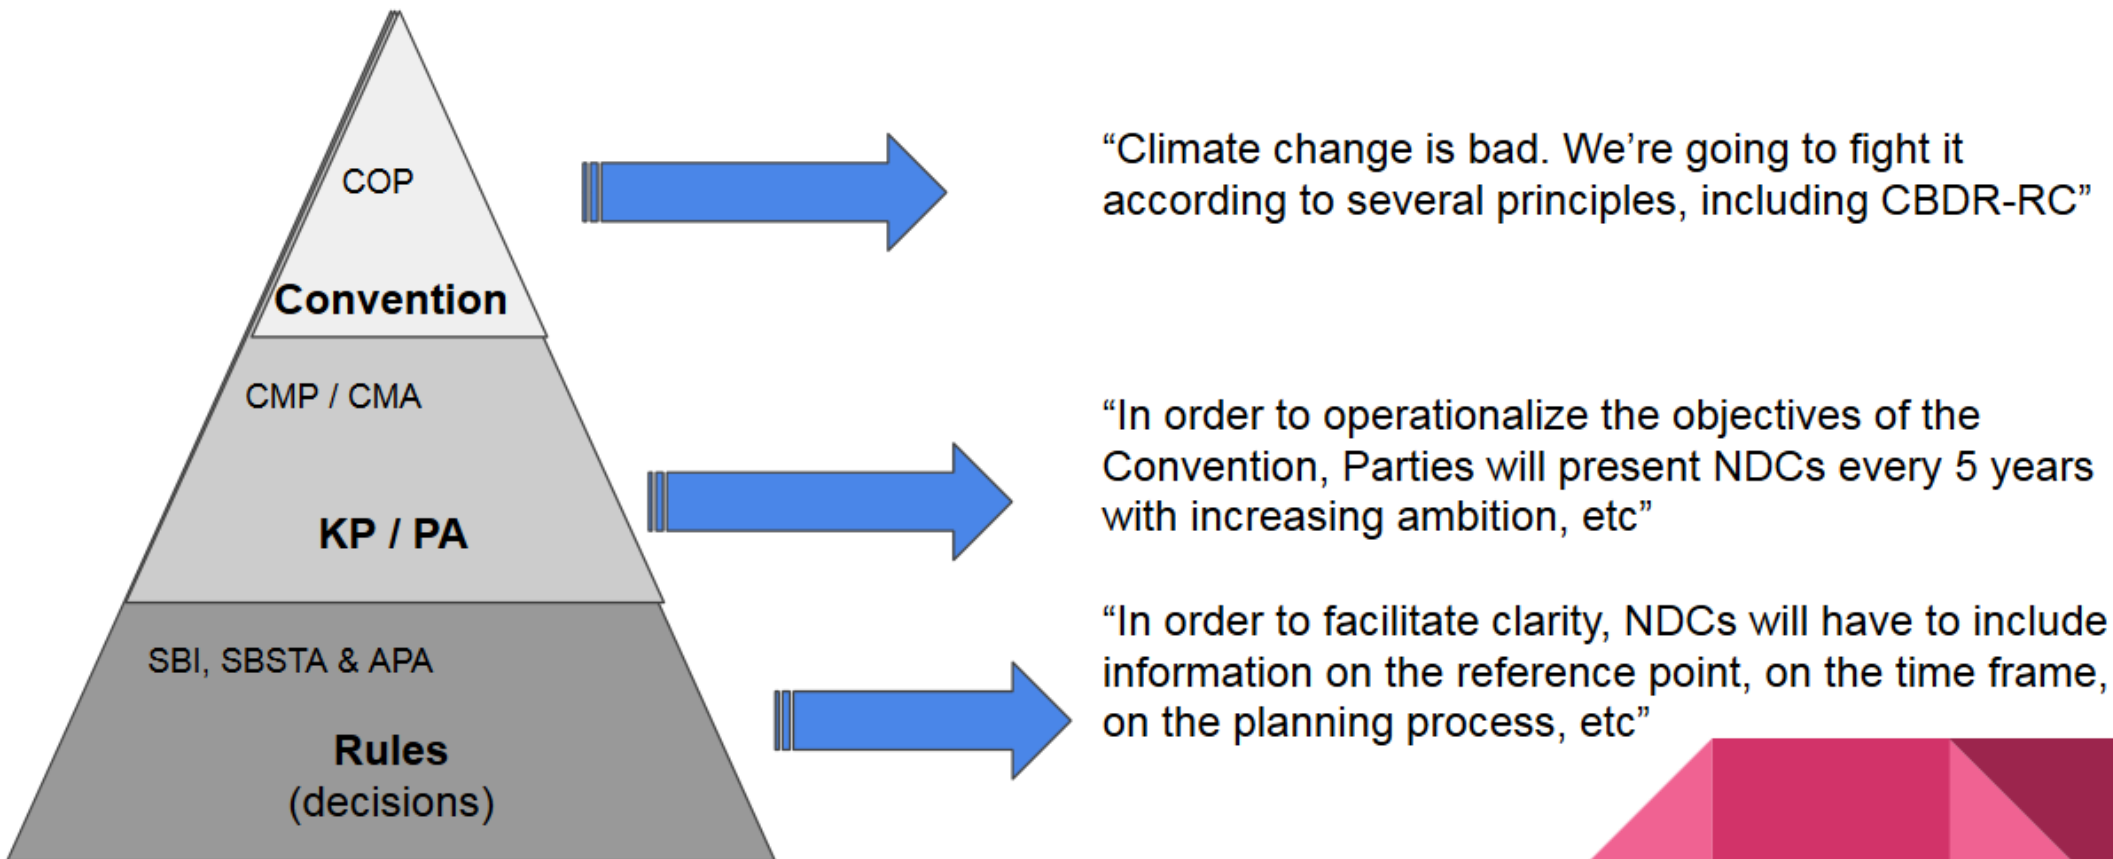 COP
Convention
CMP / CMA
KP / PA
SBI, SBSTA & APA
Rules
(decisions)
“Climate change is bad. We’re going to fight it
according to several principles, including CBDR-RC”
“In order to operationalize the objectives of the
Convention, Parties will present NDCs every 5 years
with increasing ambition, etc”
“In order to facilitate clarity, NDCs will have to include
information on the reference point, on the time frame,
on the planning process, etc”